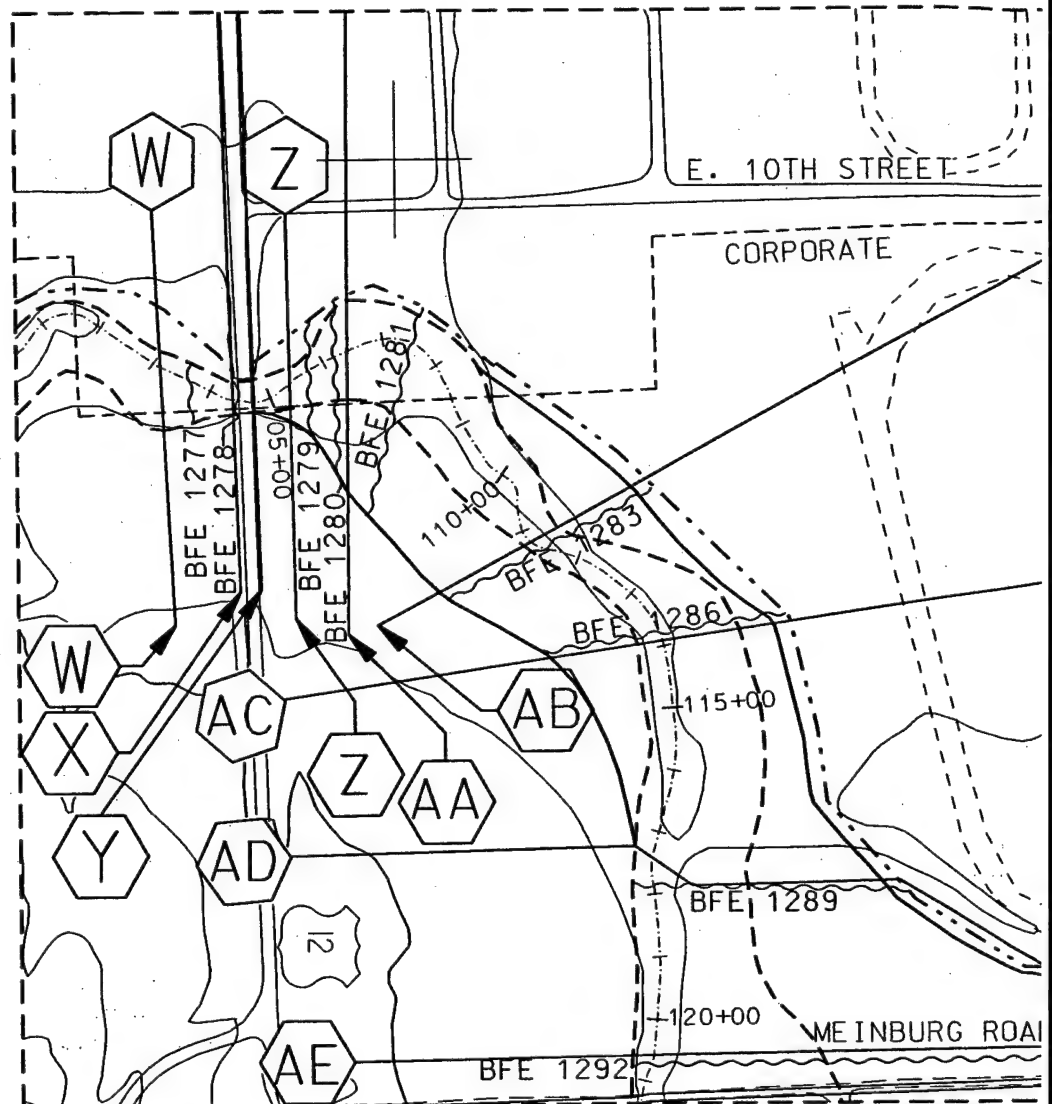 W
Z
E. 10TH STREET
CORPORATE
BFE 1277
BFE 1278
105+00
BFE 1279
BFE 1280
BFE 1281
110+00
BFE 1283
BFE 1286
W
X
Y
AC
Z
AA
AB
115+00
AD
BFE 1289
12
120+00
MEINBURG ROAD
AE
BFE 1292